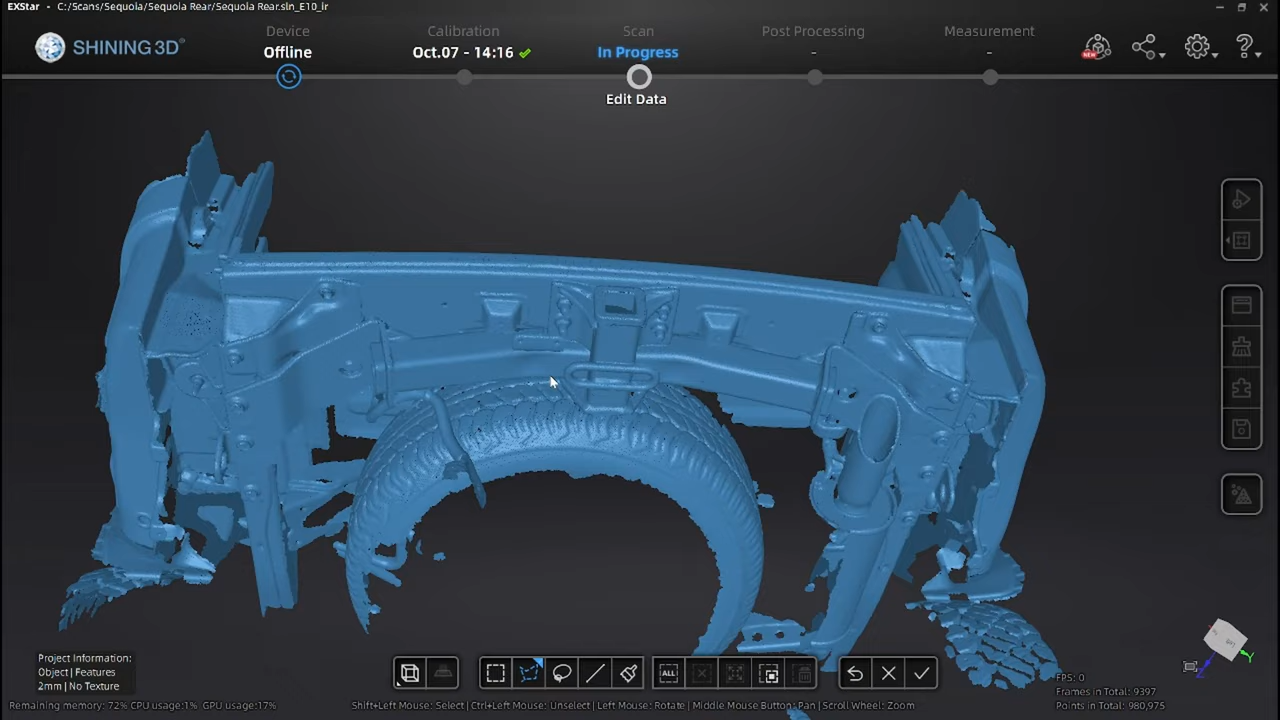 EXStar - C:/Scans/Sequoia/Sequoia Rear/Sequoia Rear.sln_E10_ir
SHINING 3D®
Device
Offline
Calibration
Oct.07 - 14:16
Scan
In Progress
Edit Data
Post Processing
-
Measurement
-
NEW
Project Information:
Object | Features
2mm | No Texture
ALL
FPS: 0
Frames in Total: 9397
Points in Total: 980,975
Remaining memory: 72% CPU usage:1% GPU usage:17%
Shift+Left Mouse: Select | Ctrl+Left Mouse: Unselect | Left Mouse: Rotate | Middle Mouse Button: Pan | Scroll Wheel: Zoom
Y
Z